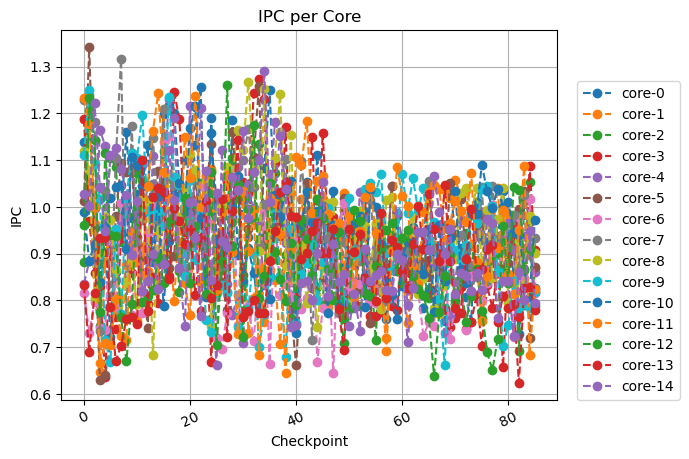 IPC per Core
IPC
1.3
1.2
1.1
1.0
0.9
0.8
0.7
0.6
0
20
40
60
80
Checkpoint
core-0
core-1
core-2
core-3
core-4
core-5
core-6
core-7
core-8
core-9
core-10
core-11
core-12
core-13
core-14